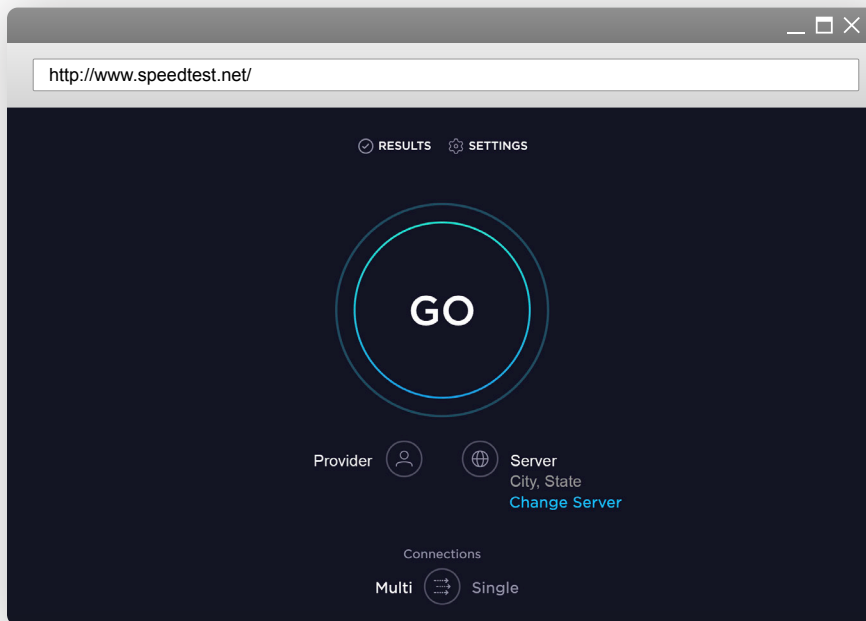 http://www.speedtest.net/
RESULTS SETTINGS
GO
Provider
Server
City, State
Change Server
Connections
Multi Single